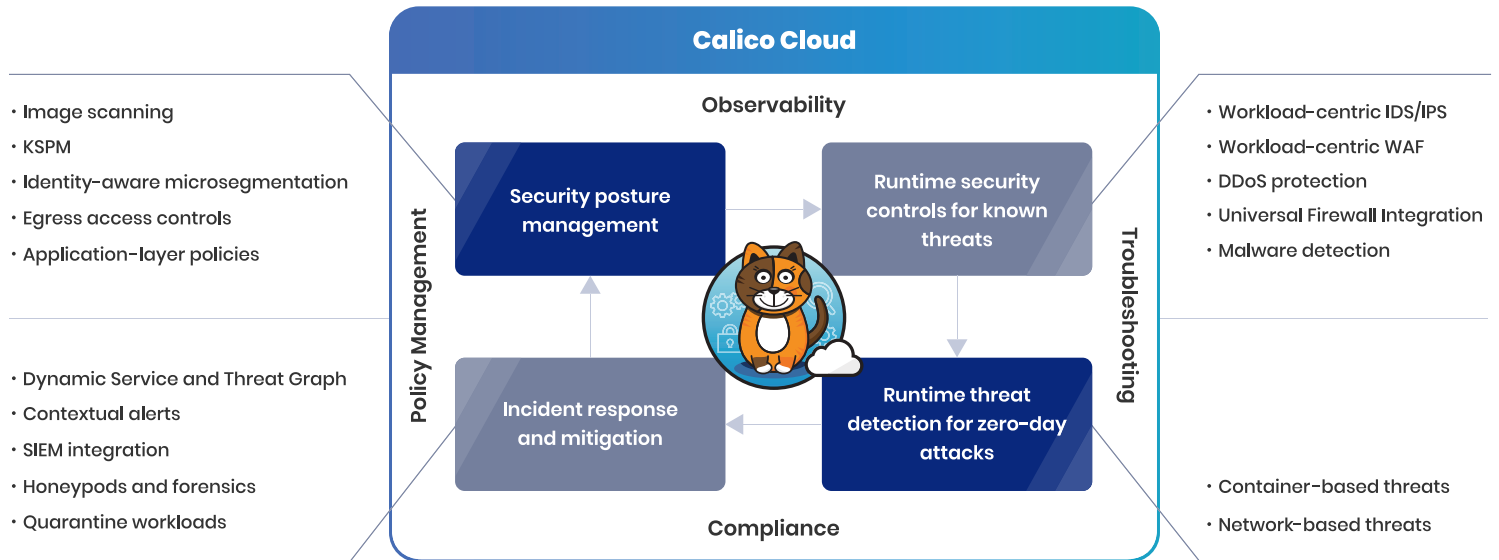 Calico Cloud
Observability
Policy Management
Troubleshooting
Compliance
· Image scanning
· KSPM
· Identity-aware microsegmentation
· Egress access controls
· Application-layer policies
Security posture
management
Runtime security
controls for known
threats
· Workload-centric IDS/IPS
· Workload-centric WAF
· DDoS protection
· Universal Firewall Integration
· Malware detection
· Dynamic Service and Threat Graph
· Contextual alerts
· SIEM integration
· Honeypods and forensics
· Quarantine workloads
Incident response
and mitigation
Runtime threat
detection for zero-day
attacks
· Container-based threats
· Network-based threats